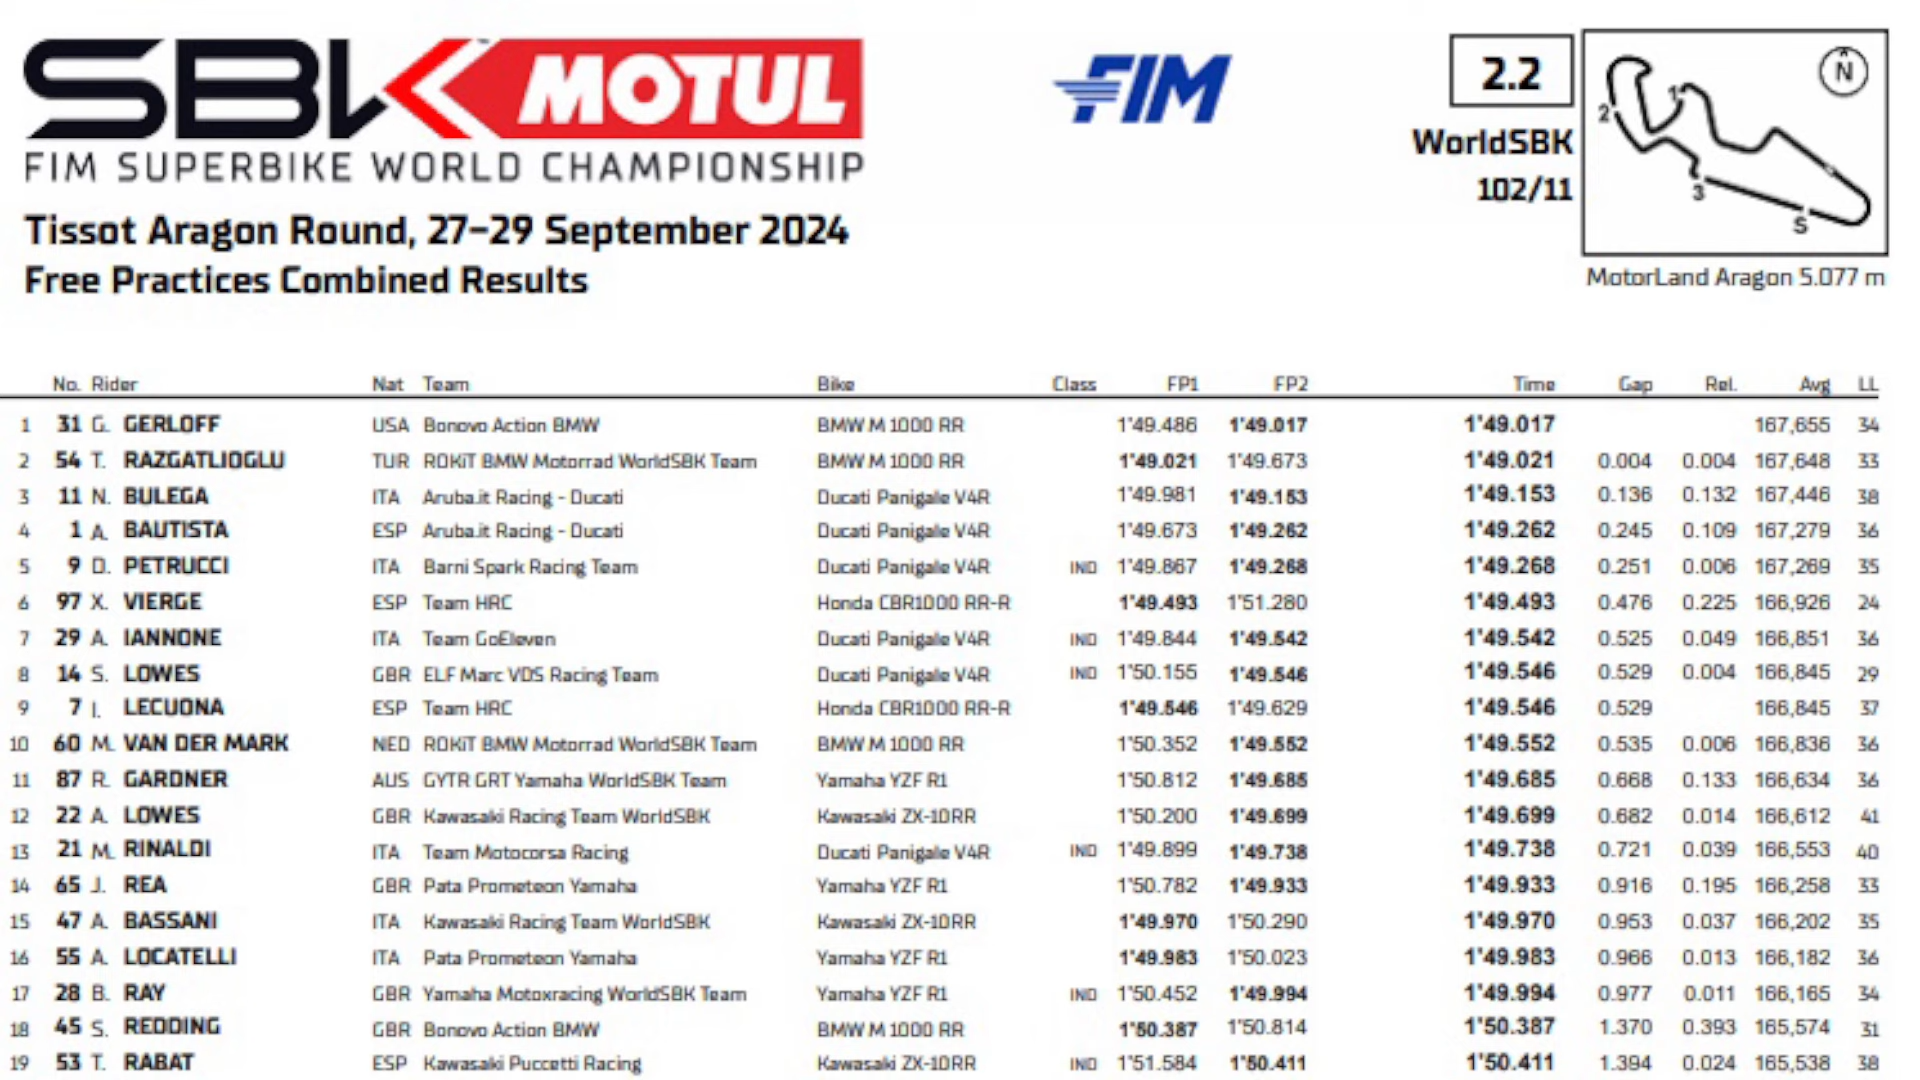 SBK MOTUL
FIM SUPERBIKE WORLD CHAMPIONSHIP
Tissot Aragon Round, 27–29 September 2024
Free Practices Combined Results
FIM
2.2
WorldSBK
102/11
N
1
2
3
S
MotorLand Aragon 5.077 m
No. Rider Nat Team Bike Class FP1 FP2 Time Gap Rel. Avg LL
1 31 G. GERLOFF USA Bonovo Action BMW BMW M 1000 RR 1'49.486 1'49.017 1'49.017 167,655 34
2 54 T. RAZGATLIOGLU TUR ROKiT BMW Motorrad WorldSBK Team BMW M 1000 RR 1'49.021 1'49.673 1'49.021 0.004 0.004 167,648 33
3 11 N. BULEGA ITA Aruba.it Racing - Ducati Ducati Panigale V4R 1'49.981 1'49.153 1'49.153 0.136 0.132 167,446 38
4 1 A. BAUTISTA ESP Aruba.it Racing - Ducati Ducati Panigale V4R 1'49.673 1'49.262 1'49.262 0.245 0.109 167,279 36
5 9 D. PETRUCCI ITA Barni Spark Racing Team Ducati Panigale V4R IND 1'49.867 1'49.268 1'49.268 0.251 0.006 167,269 35
6 97 X. VIERGE ESP Team HRC Honda CBR1000 RR-R 1'49.493 1'51.280 1'49.493 0.476 0.225 166,926 24
7 29 A. IANNONE ITA Team GoEleven Ducati Panigale V4R IND 1'49.844 1'49.542 1'49.542 0.525 0.049 166,851 36
8 14 S. LOWES GBR ELF Marc VDS Racing Team Ducati Panigale V4R IND 1'50.155 1'49.546 1'49.546 0.529 0.004 166,845 29
9 7 I. LECUONA ESP Team HRC Honda CBR1000 RR-R 1'49.546 1'49.629 1'49.546 0.529 166,845 37
10 60 M. VAN DER MARK NED ROKiT BMW Motorrad WorldSBK Team BMW M 1000 RR 1'50.352 1'49.552 1'49.552 0.535 0.006 166,836 36
11 87 R. GARDNER AUS GYTR GRT Yamaha WorldSBK Team Yamaha YZF R1 1'50.812 1'49.685 1'49.685 0.668 0.133 166,634 36
12 22 A. LOWES GBR Kawasaki Racing Team WorldSBK Kawasaki ZX-10RR 1'50.200 1'49.699 1'49.699 0.682 0.014 166,612 41
13 21 M. RINALDI ITA Team Motocorsa Racing Ducati Panigale V4R IND 1'49.899 1'49.738 1'49.738 0.721 0.039 166,553 40
14 65 J. REA GBR Pata Prometeon Yamaha Yamaha YZF R1 1'50.782 1'49.933 1'49.933 0.916 0.195 166,258 33
15 47 A. BASSANI ITA Kawasaki Racing Team WorldSBK Kawasaki ZX-10RR 1'49.970 1'50.290 1'49.970 0.953 0.037 166,202 35
16 55 A. LOCATELLI ITA Pata Prometeon Yamaha Yamaha YZF R1 1'49.983 1'50.023 1'49.983 0.966 0.013 166,182 36
17 28 B. RAY GBR Yamaha Motoxracing WorldSBK Team Yamaha YZF R1 IND 1'50.452 1'49.994 1'49.994 0.977 0.011 166,165 34
18 45 S. REDDING GBR Bonovo Action BMW BMW M 1000 RR 1'50.387 1'50.814 1'50.387 1.370 0.393 165,574 31
19 53 T. RABAT ESP Kawasaki Puccetti Racing Kawasaki ZX-10RR IND 1'51.584 1'50.411 1'50.411 1.394 0.024 165,538 38